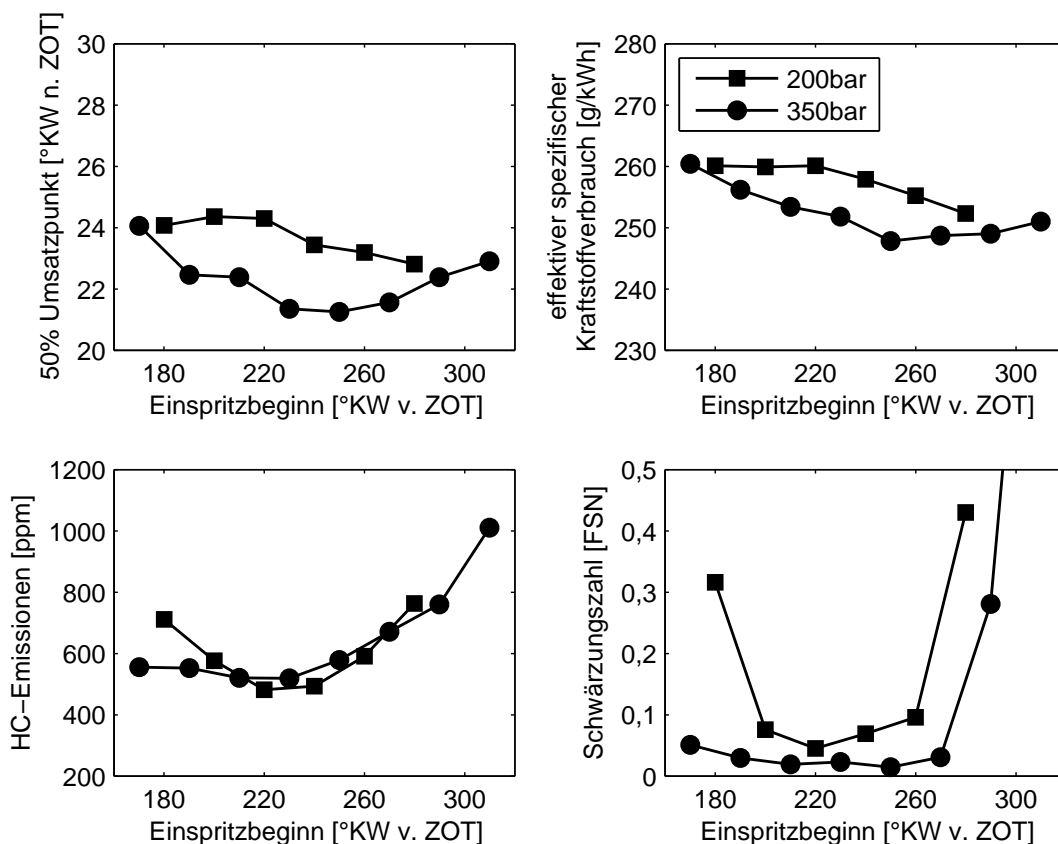 50% Umsatzpunkt [°KW n. ZOT]
30
28
26
24
22
20
180 220 260 300
Einspritzbeginn [°KW v. ZOT]
effektiver spezifischer
Kraftstoffverbrauch [g/kWh]
280
270
260
250
240
230
200bar
350bar
180 220 260 300
Einspritzbeginn [°KW v. ZOT]
HC−Emissionen [ppm]
1200
1000
800
600
400
200
180 220 260 300
Einspritzbeginn [°KW v. ZOT]
Schwärzungszahl [FSN]
0,5
0,4
0,3
0,2
0,1
0
180 220 260 300
Einspritzbeginn [°KW v. ZOT]